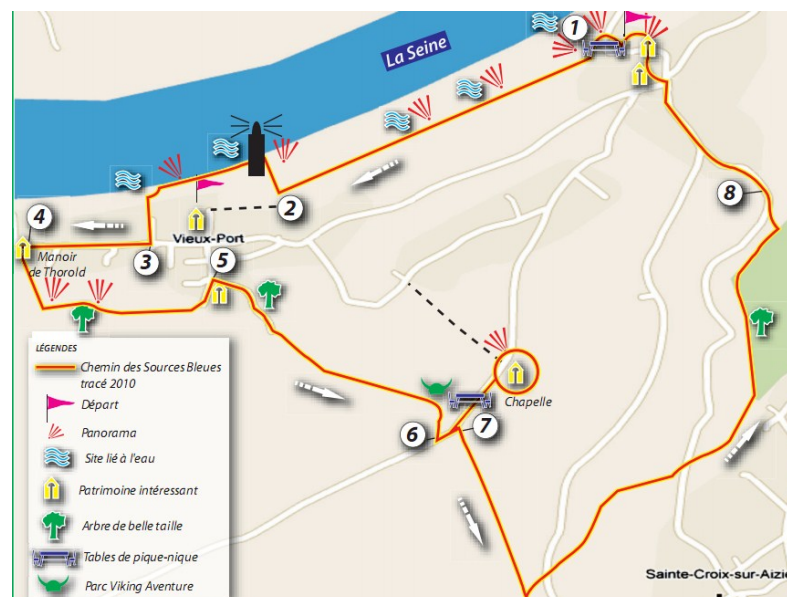 1
La Seine
8
4
2
Vieux-Port
3
Manoir
de Thorold
5
LÉGENDES
Chemin des Sources Bleues
tracé 2010
Départ
Panorama
Site lié à l'eau
Patrimoine intéressant
Arbre de belle taille
Tables de pique-nique
Parc Viking Aventure
Chapelle
6
7
Sainte-Croix-sur-Aizie